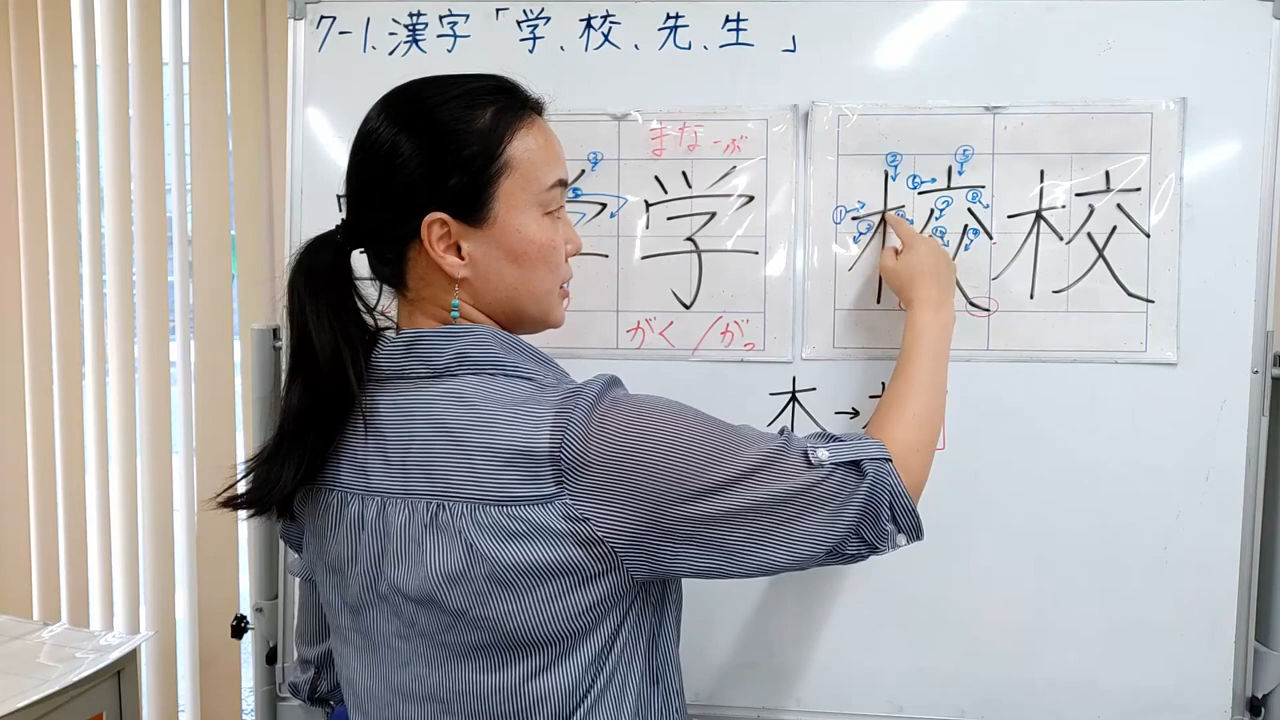 7-1.漢字「学、校、先、生」
まなーぶ
学
校 校
がく/がっ
木→